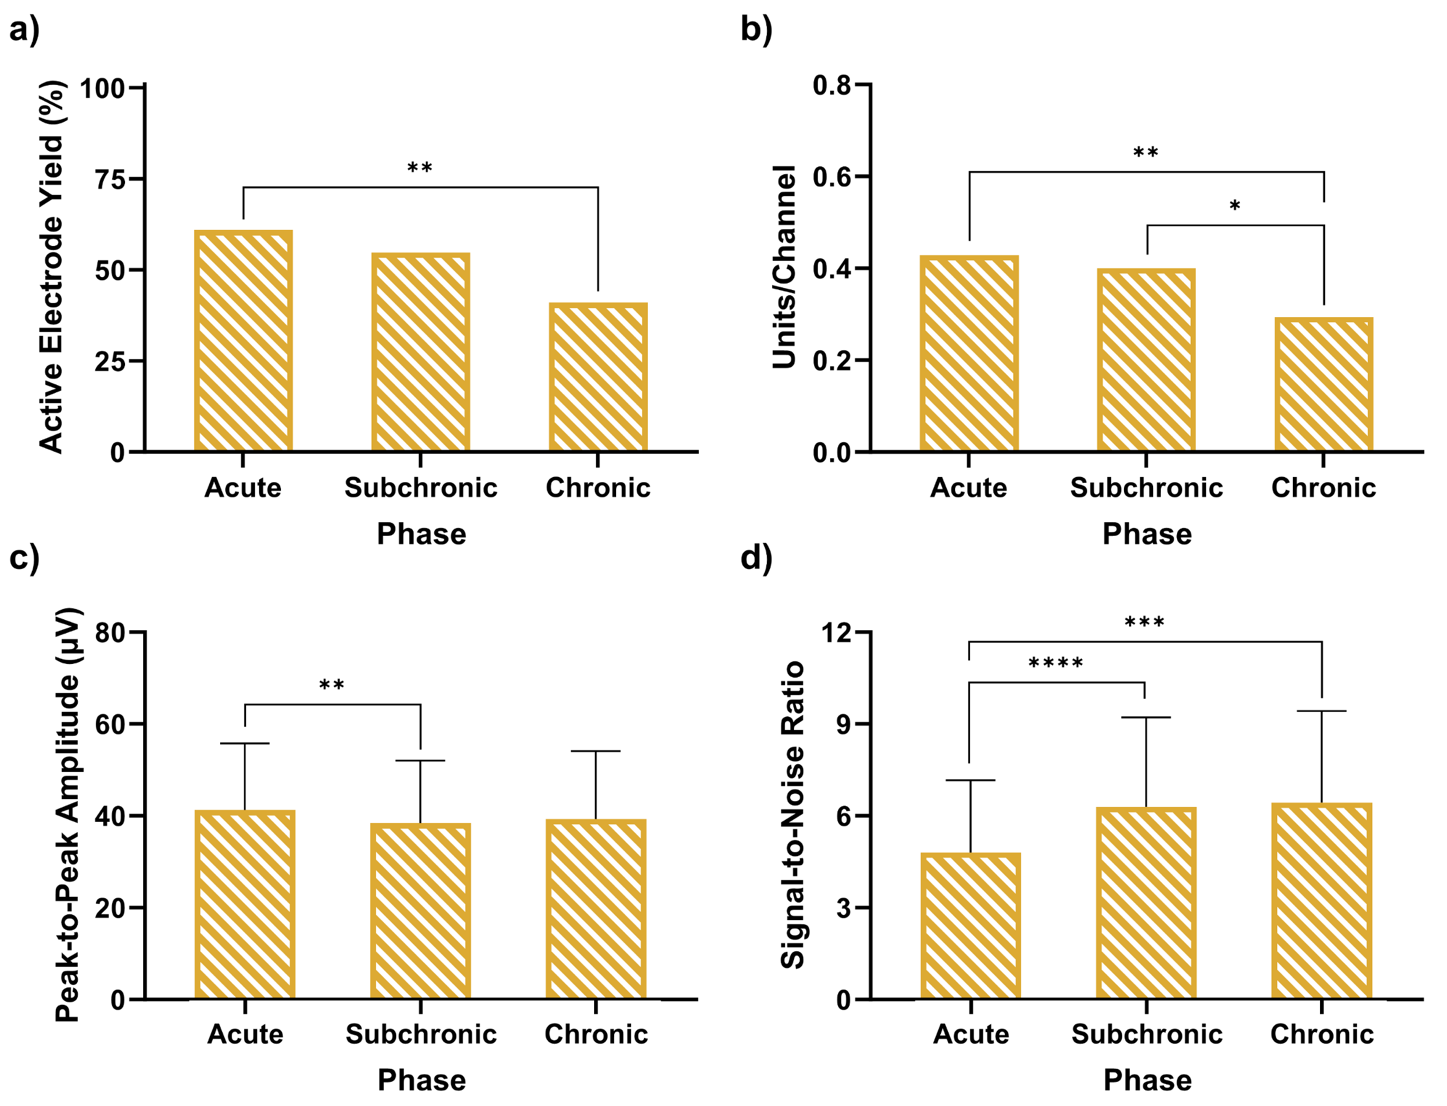 a)
Active Electrode Yield (%)
100
75
50
25
0
**
Acute
Subchronic
Chronic
Phase
b)
Units/Channel
0.8
0.6
0.4
0.2
0.0
**
*
Acute
Subchronic
Chronic
Phase
c)
Peak-to-Peak Amplitude (µV)
80
60
40
20
0
**
Acute
Subchronic
Chronic
Phase
d)
Signal-to-Noise Ratio
12
9
6
3
0
***
****
Acute
Subchronic
Chronic
Phase